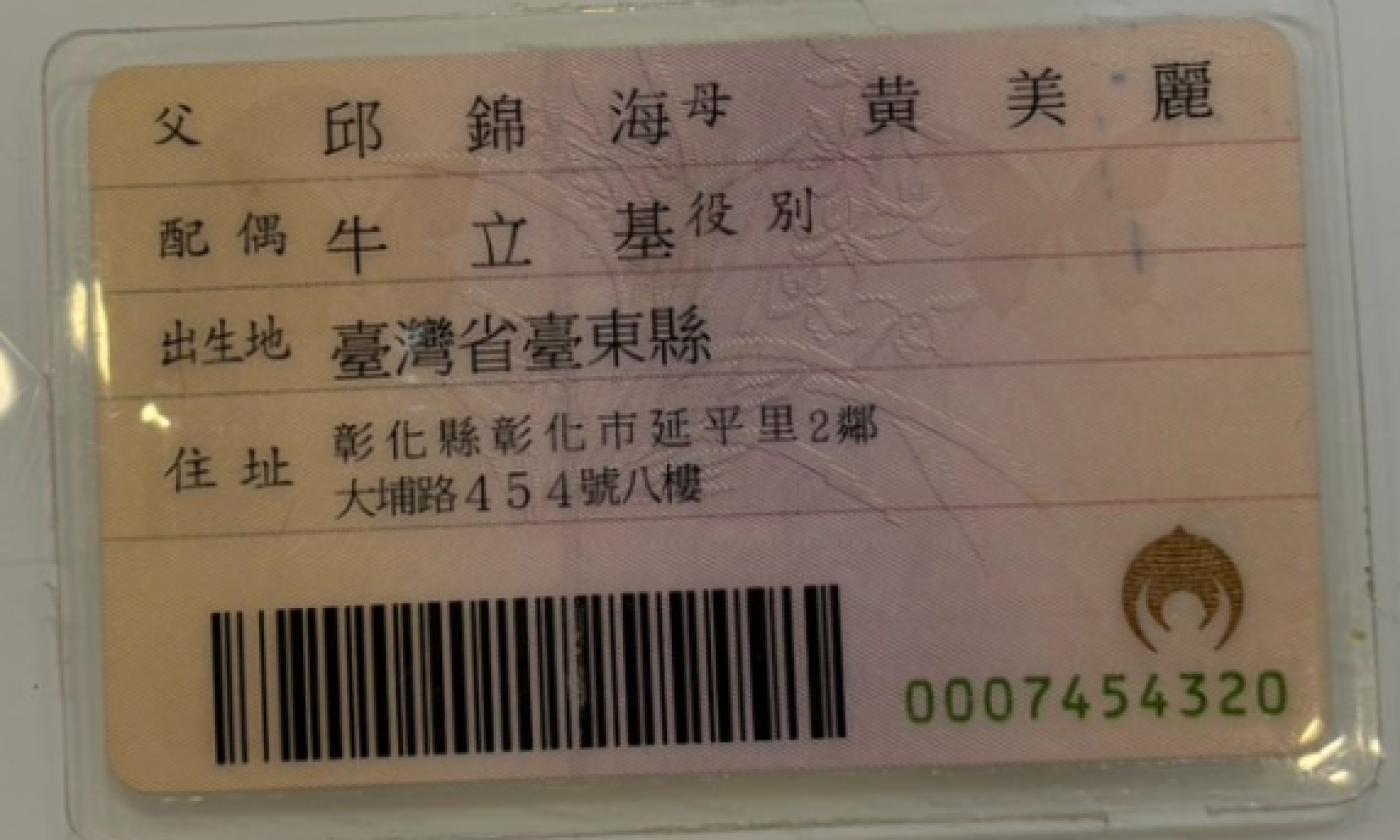 父 邱錦海 母 黄美麗
配偶 牛立基 役別
出生地 臺灣省臺東縣
住址 彰化縣彰化市延平里2鄰
大埔路454號八樓
0007454320